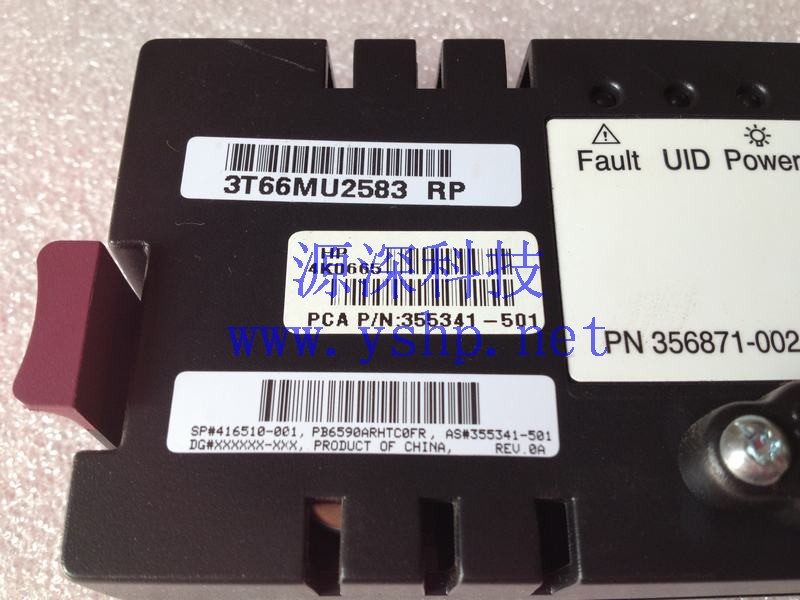 Fault UID Power
3T66MU2583 RP
源深科技
HP
4K0665
PCA P/N:355341-501
www.yshp.net
PN 356871-002
SP#416510-001, PB6590ARHTC0FR, AS#355341-501
DG#XXXXXX-XXX, PRODUCT OF CHINA, REV.0A